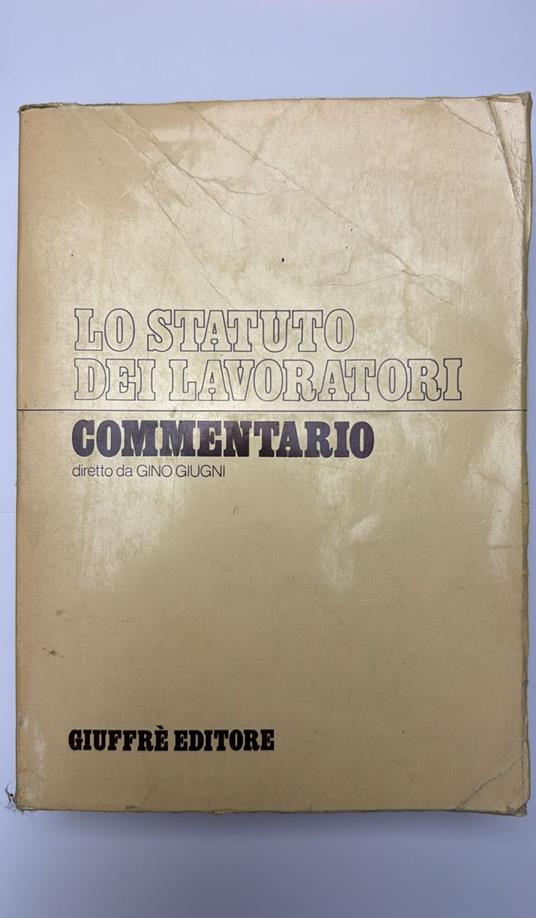 LO STATUTO
DEI LAVORATORI
COMMENTARIO
diretto da GINO GIUGNI
GIUFFRÈ EDITORE